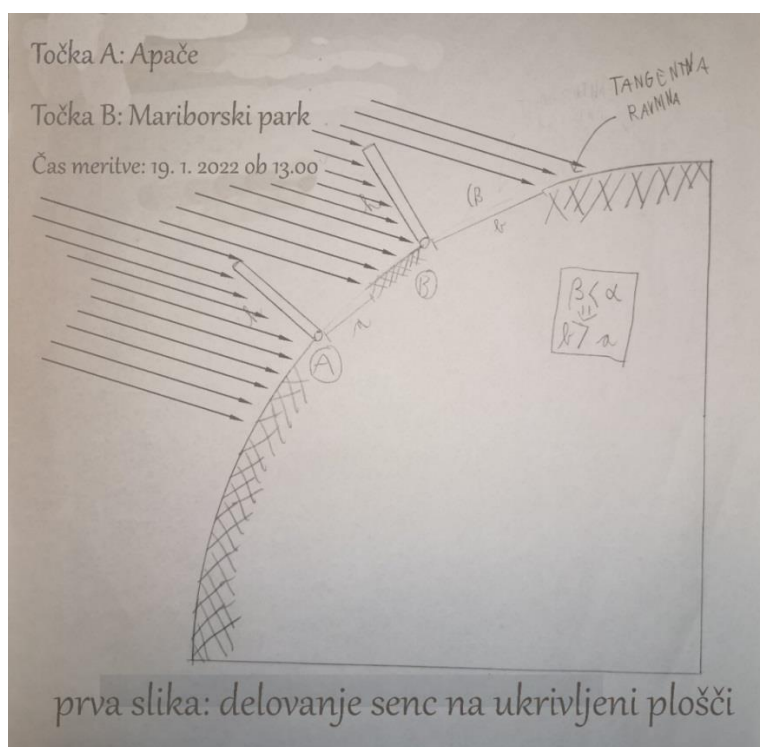 Točka A: Apače
Točka B: Mariborski park
Čas meritve: 19. 1. 2022 ob 13.00
TANGENTNA
RAVNINA
h
h
β
b
B
a
A
β < α
⇓
b > a
prva slika: delovanje senc na ukrivljeni plošči